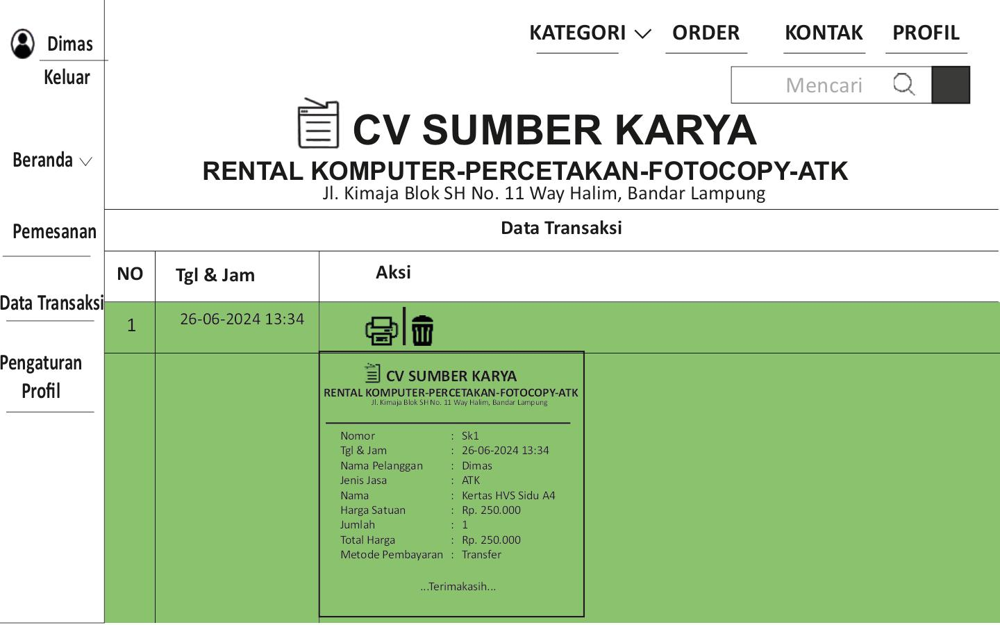 KATEGORI ORDER KONTAK PROFIL
Dimas
Keluar
Mencari
CV SUMBER KARYA
RENTAL KOMPUTER-PERCETAKAN-FOTOCOPY-ATK
Jl. Kimaja Blok SH No. 11 Way Halim, Bandar Lampung
Beranda
Pemesanan
Data Transaksi
Pengaturan
Profil
Data Transaksi
NO Tgl & Jam Aksi
1 26-06-2024 13:34
CV SUMBER KARYA
RENTAL KOMPUTER-PERCETAKAN-FOTOCOPY-ATK
Jl. Kimaja Blok SH No. 11 Way Halim, Bandar Lampung
Nomor : Sk1
Tgl & Jam : 26-06-2024 13:34
Nama Pelanggan : Dimas
Jenis Jasa : ATK
Nama : Kertas HVS Sidu A4
Harga Satuan : Rp. 250.000
Jumlah : 1
Total Harga : Rp. 250.000
Metode Pembayaran : Transfer
...Terimakasih...